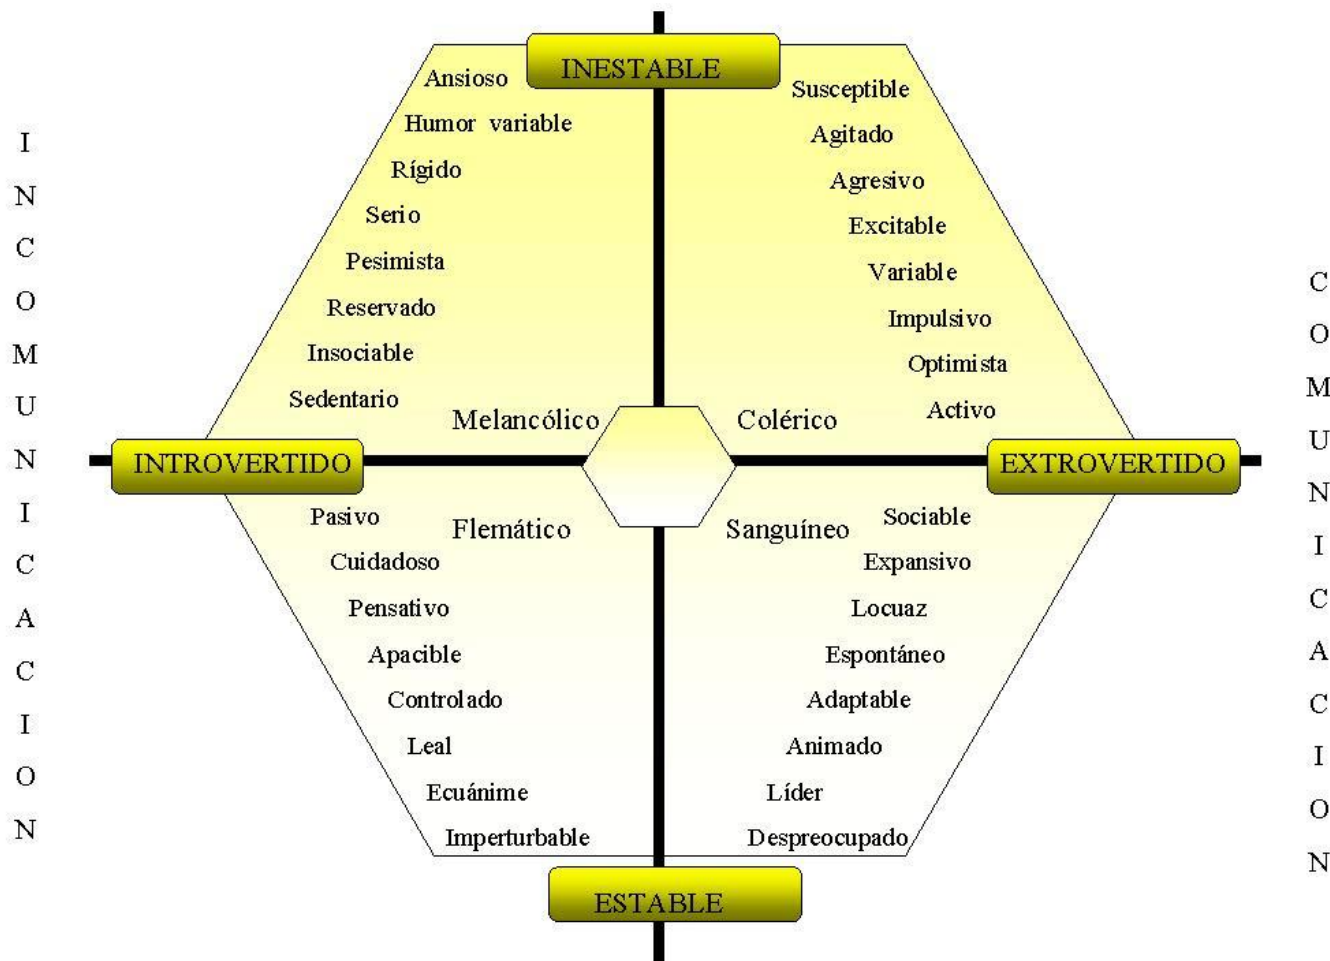 INESTABLE
Ansioso
Humor variable
Rígido
Serio
Pesimista
Reservado
Insociable
Sedentario
Melancólico
Susceptible
Agitado
Agresivo
Excitable
Variable
Impulsivo
Optimista
Activo
Colérico
INTROVERTIDO
EXTROVERTIDO
Flemático
Pasivo
Cuidadoso
Pensativo
Apacible
Controlado
Leal
Ecuánime
Imperturbable
Sanguíneo
Sociable
Expansivo
Locuaz
Espontáneo
Adaptable
Animado
Líder
Despreocupado
ESTABLE
INCOMUNICACION
COMUNICACION